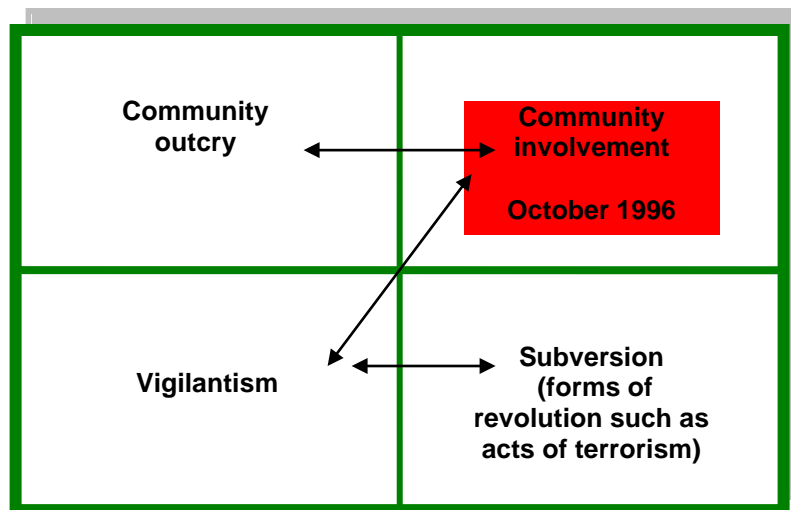 Community
outcry
Community
involvement
October 1996
Vigilantism
Subversion
(forms of
revolution such as
acts of terrorism)